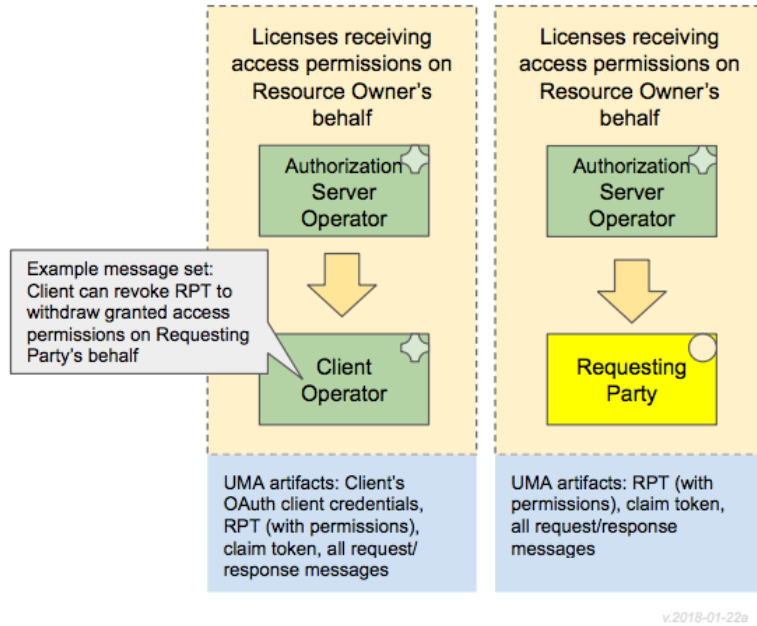 Licenses receiving
access permissions on
Resource Owner's
behalf
Authorization
Server
Operator
Example message set:
Client can revoke RPT to
withdraw granted access
permissions on Requesting
Party's behalf
Client
Operator
UMA artifacts: Client's
OAuth client credentials,
RPT (with permissions),
claim token, all request/
response messages
Licenses receiving
access permissions on
Resource Owner's
behalf
Authorization
Server
Operator
Requesting
Party
UMA artifacts: RPT (with
permissions), claim token,
all request/response
messages
v.2018-01-22a